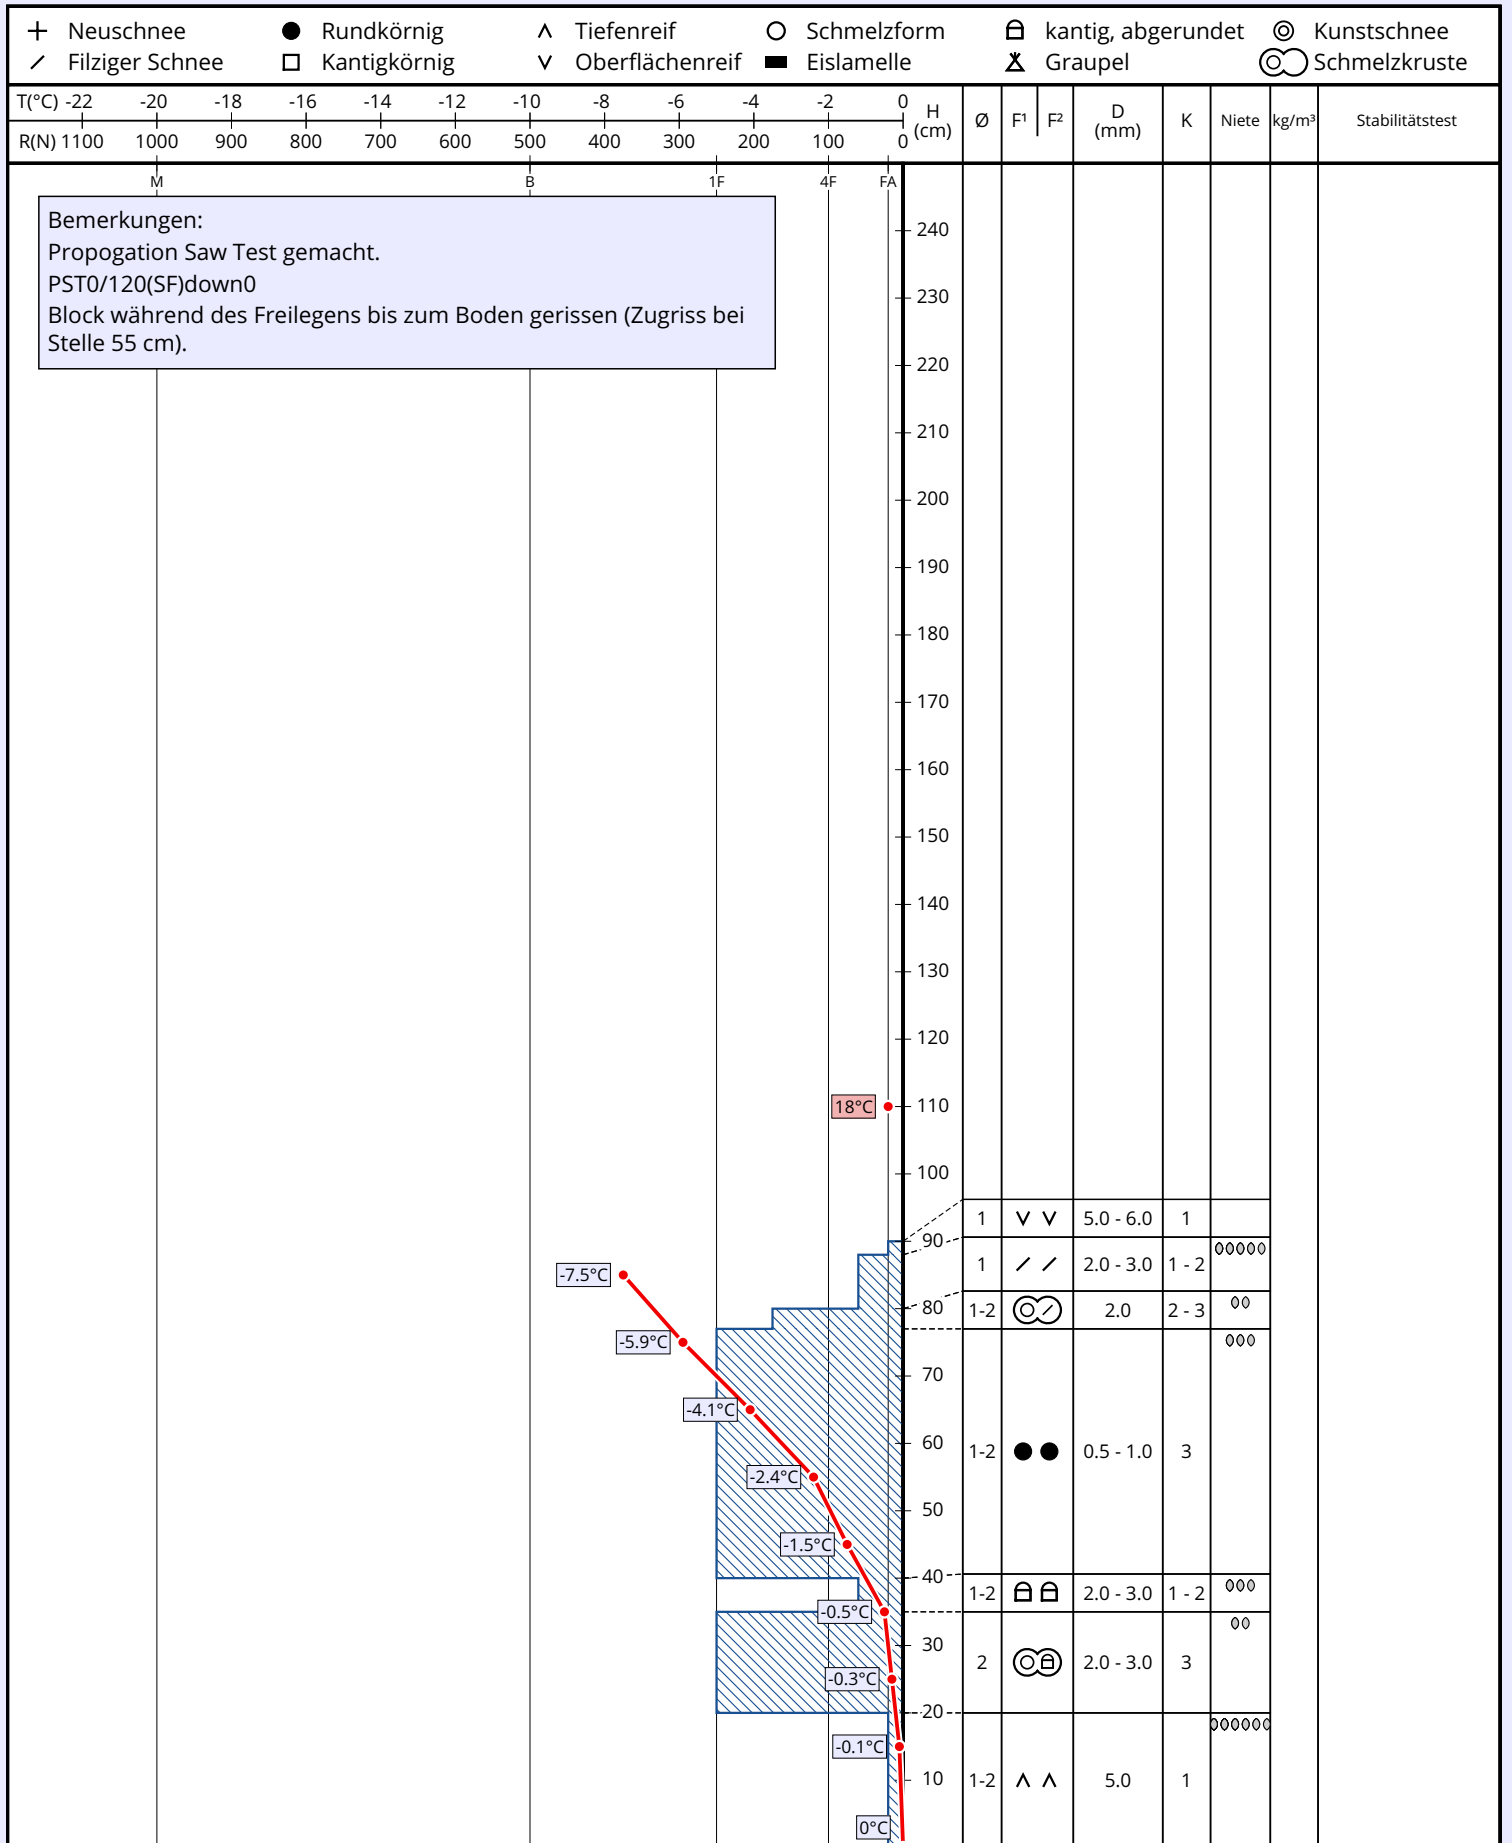 Neuschnee Rundkörnig Tiefenreif Schmelzform kantig, abgerundet Kunstschnee
Filziger Schnee Kantigkörnig Oberflächenreif Eislamelle Graupel Schmelzkruste
T(°C) -22 -20 -18 -16 -14 -12 -10 -8 -6 -4 -2 0
R(N) 1100 1000 900 800 700 600 500 400 300 200 100 0
H (cm) Ø F¹ F² D (mm) K Niete kg/m³ Stabilitätstest
M B 1F 4F FA
Bemerkungen:
Propogation Saw Test gemacht.
PST0/120(SF)down0
Block während des Freilegens bis zum Boden gerissen (Zugriss bei
Stelle 55 cm).
240
230
220
210
200
190
180
170
160
150
140
130
120
18°C 110
100
1 5.0 - 6.0 1
90
1 2.0 - 3.0 1 - 2
-7.5°C
80
1-2 2.0 2 - 3
-5.9°C
70
-4.1°C
60
1-2 0.5 - 1.0 3
-2.4°C
50
-1.5°C
40
1-2 2.0 - 3.0 1 - 2
-0.5°C
30
2 2.0 - 3.0 3
-0.3°C
20
-0.1°C
10
1-2 5.0 1
0°C